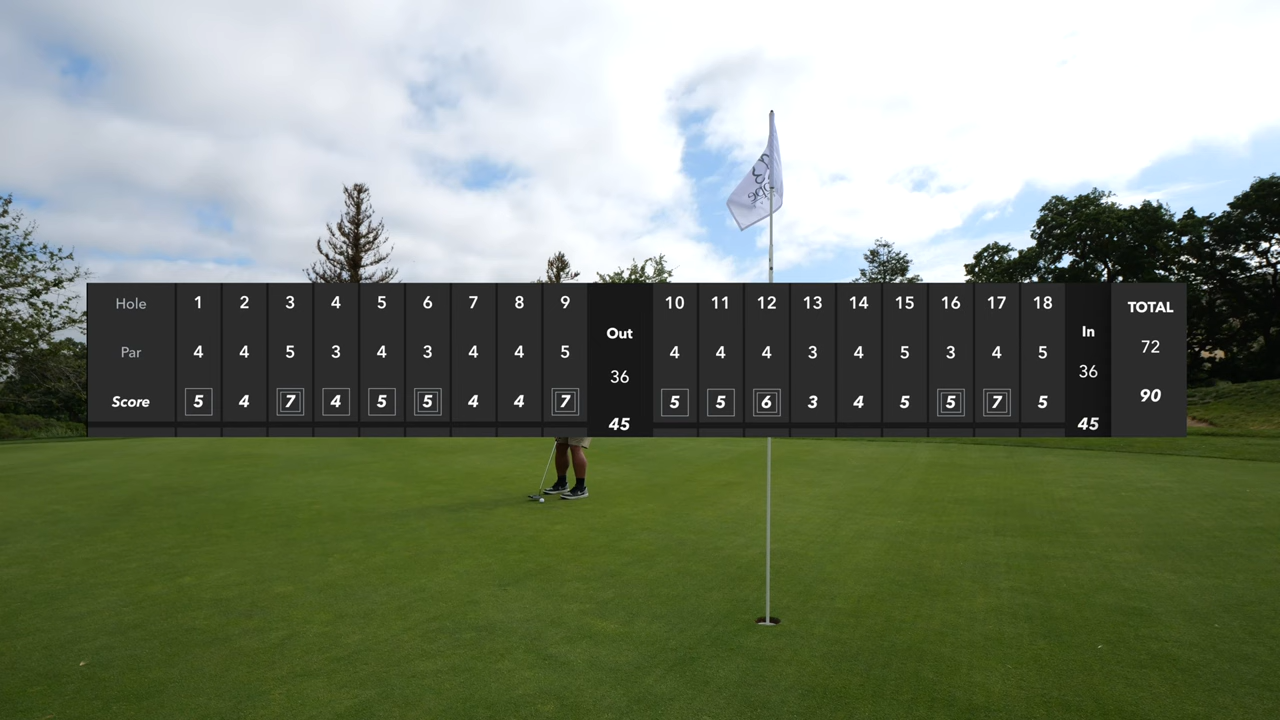 Hole 1 2 3 4 5 6 7 8 9 Out 10 11 12 13 14 15 16 17 18 In TOTAL
Par 4 4 5 3 4 3 4 4 5 36 4 4 4 3 4 5 3 4 5 36 72
Score 5 4 7 4 5 5 4 4 7 45 5 5 6 3 4 5 5 7 5 45 90